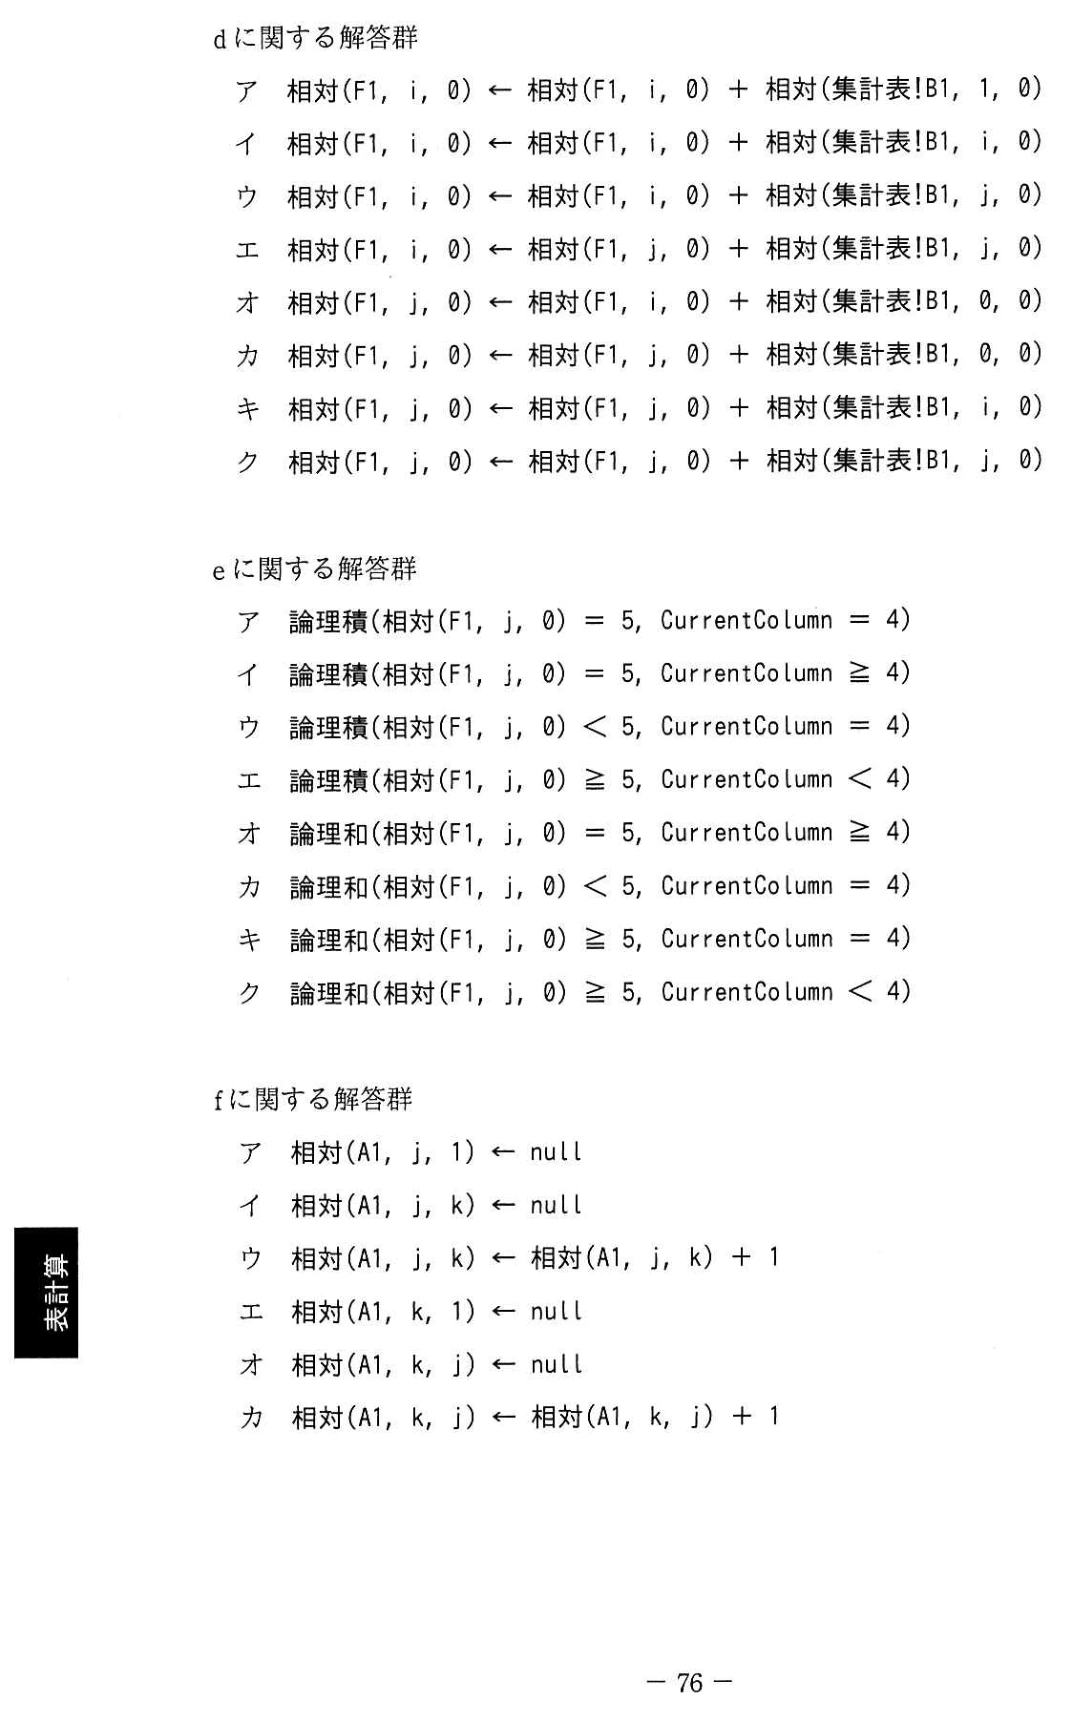 dに関する解答群
ア 相対(F1, i, 0) ← 相対(F1, i, 0) + 相対(集計表!B1, 1, 0)
イ 相対(F1, i, 0) ← 相対(F1, i, 0) + 相対(集計表!B1, i, 0)
ウ 相対(F1, i, 0) ← 相対(F1, i, 0) + 相対(集計表!B1, j, 0)
エ 相対(F1, i, 0) ← 相対(F1, j, 0) + 相対(集計表!B1, j, 0)
オ 相対(F1, j, 0) ← 相対(F1, i, 0) + 相対(集計表!B1, 0, 0)
カ 相対(F1, j, 0) ← 相対(F1, j, 0) + 相対(集計表!B1, 0, 0)
キ 相対(F1, j, 0) ← 相対(F1, j, 0) + 相対(集計表!B1, i, 0)
ク 相対(F1, j, 0) ← 相対(F1, j, 0) + 相対(集計表!B1, j, 0)
eに関する解答群
ア 論理積(相対(F1, j, 0) = 5, CurrentColumn = 4)
イ 論理積(相対(F1, j, 0) = 5, CurrentColumn ≧ 4)
ウ 論理積(相対(F1, j, 0) < 5, CurrentColumn = 4)
エ 論理積(相対(F1, j, 0) ≧ 5, CurrentColumn < 4)
オ 論理和(相対(F1, j, 0) = 5, CurrentColumn ≧ 4)
カ 論理和(相対(F1, j, 0) < 5, CurrentColumn = 4)
キ 論理和(相対(F1, j, 0) ≧ 5, CurrentColumn = 4)
ク 論理和(相対(F1, j, 0) ≧ 5, CurrentColumn < 4)
fに関する解答群
ア 相対(A1, j, 1) ← null
イ 相対(A1, j, k) ← null
ウ 相対(A1, j, k) ← 相対(A1, j, k) + 1
エ 相対(A1, k, 1) ← null
オ 相対(A1, k, j) ← null
カ 相対(A1, k, j) ← 相対(A1, k, j) + 1
表計算
— 76 —